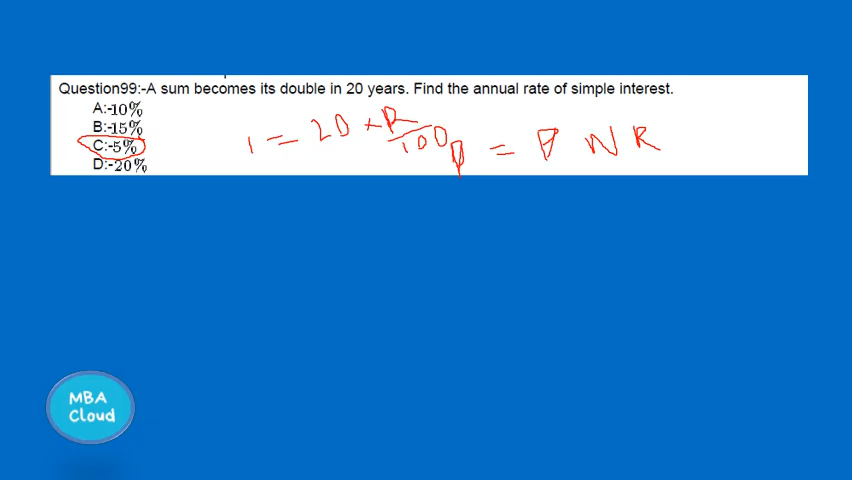 Question99:-A sum becomes its double in 20 years. Find the annual rate of simple interest.
A:-10%
B:-15%
C:-5%
D:-20%
1 = 20 × R/100
P = P N R
MBA
Cloud